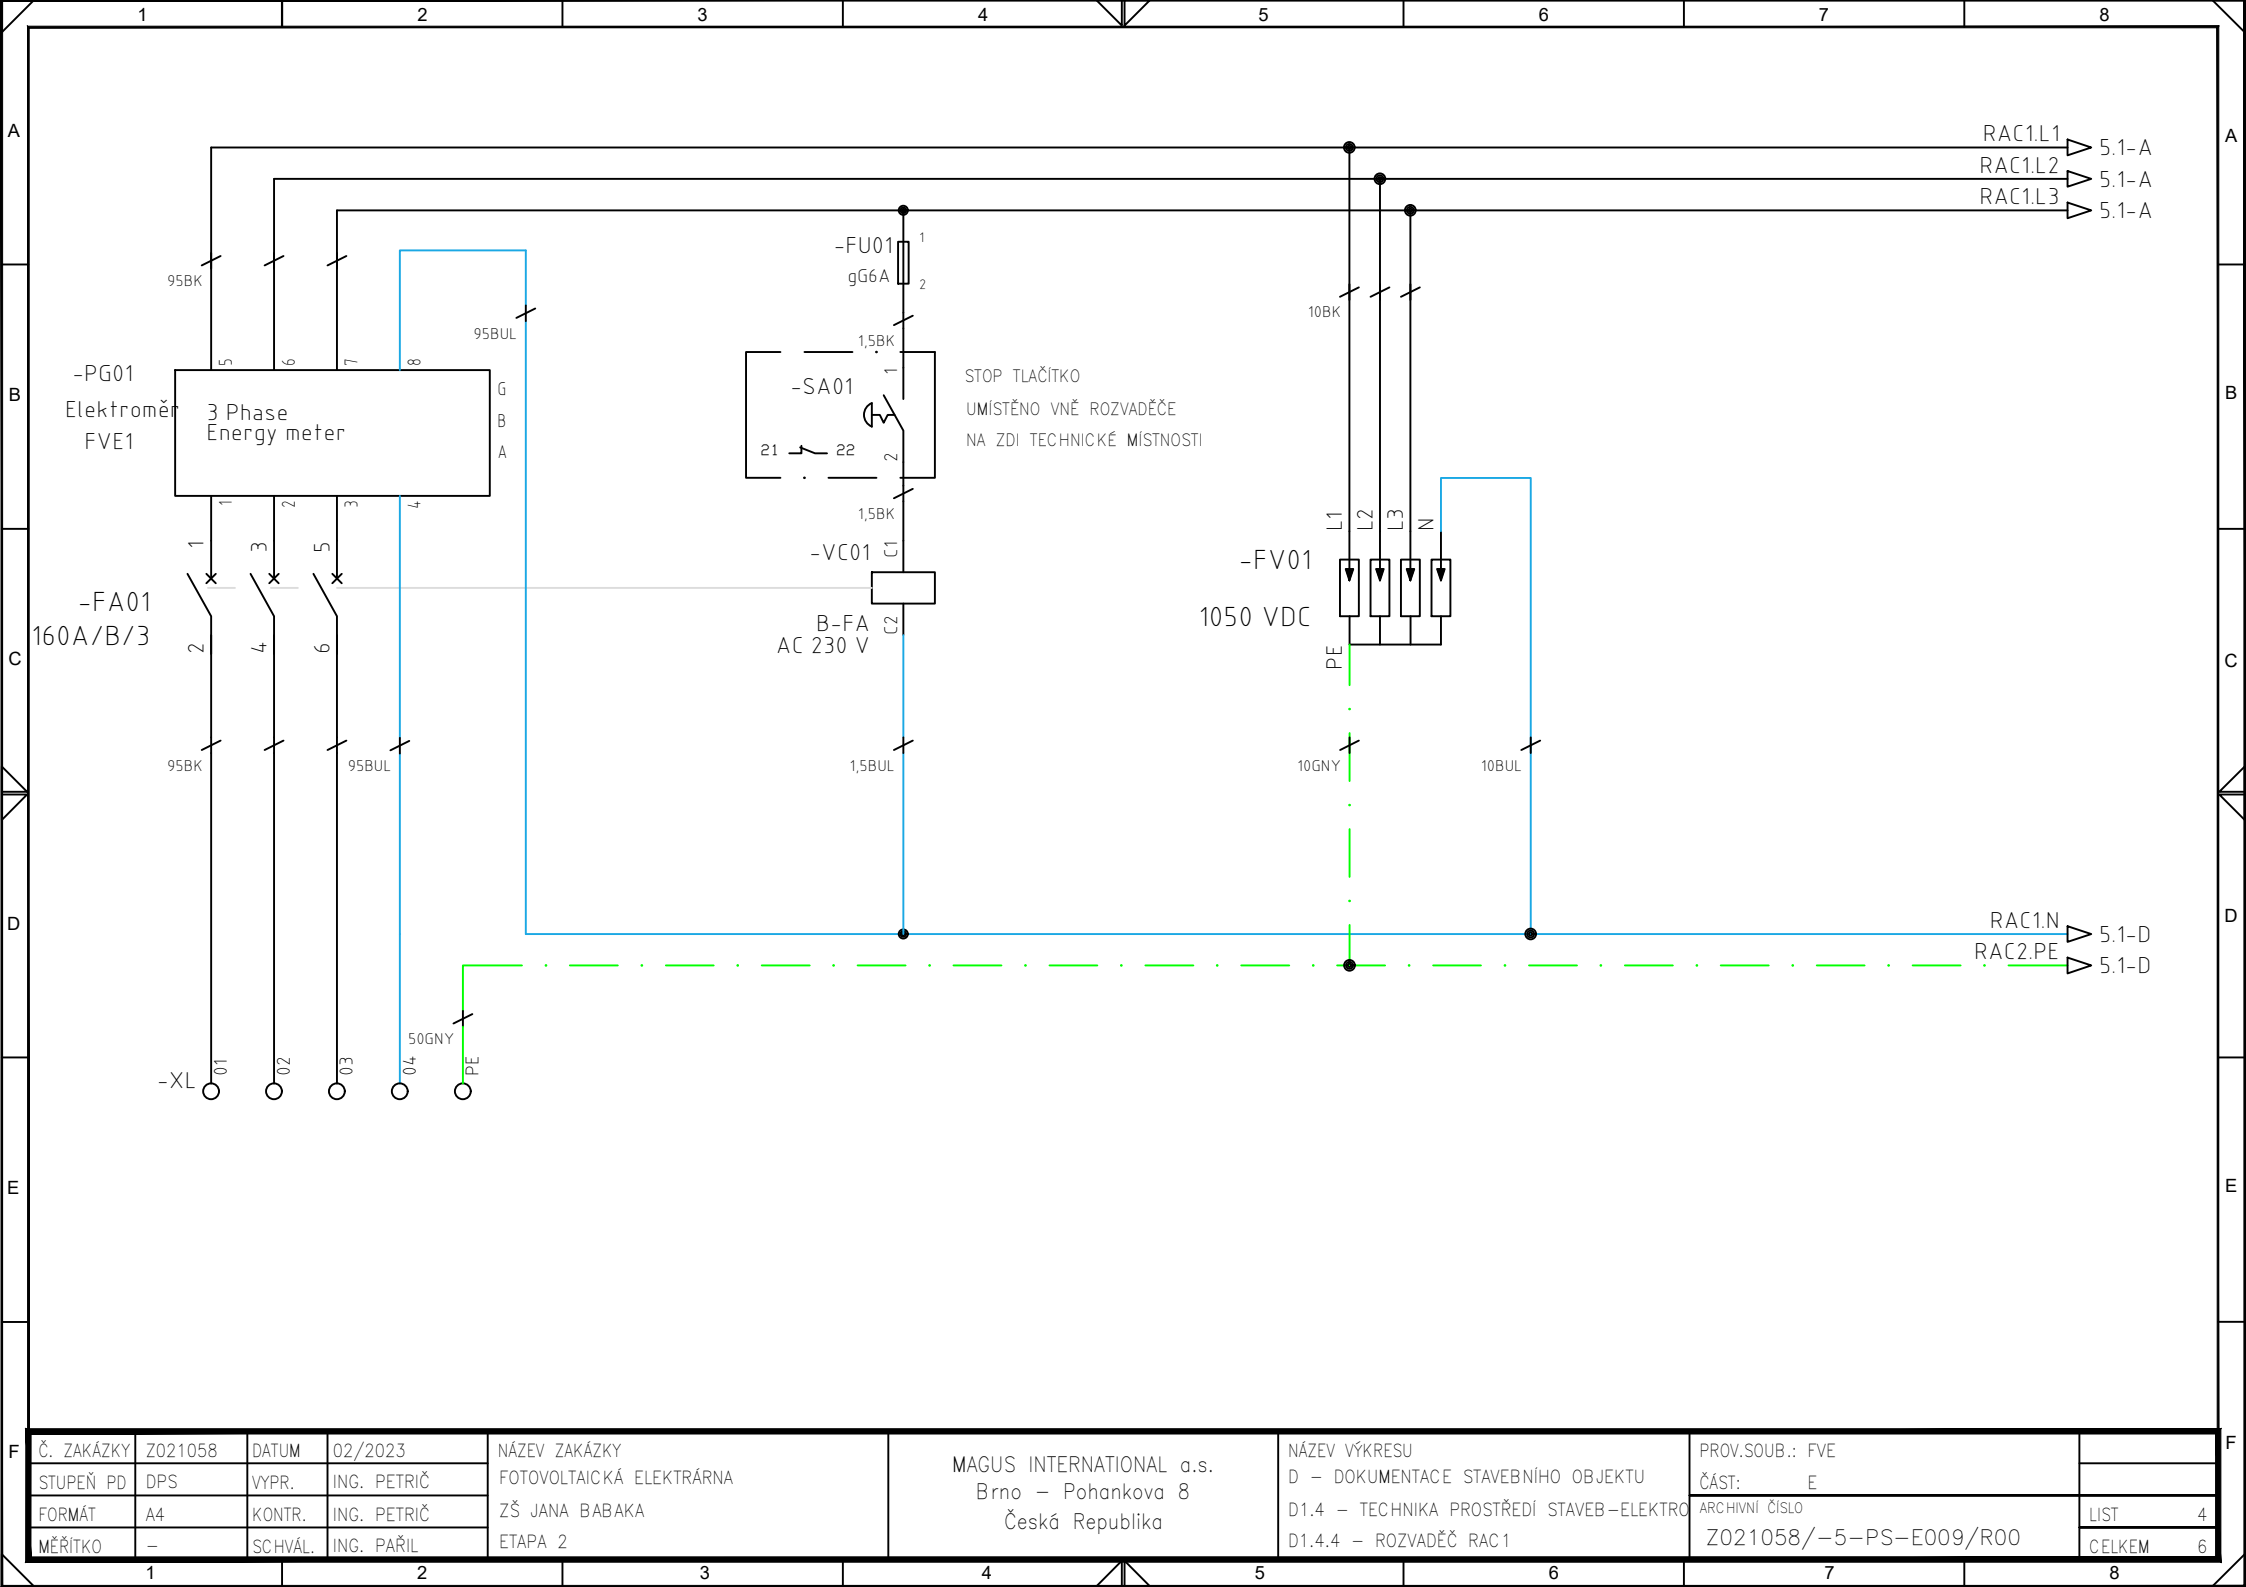 1 2 3 4 5 6 7 8
A A
B B
C C
D D
E E
F F
RAC1.L1 5.1-A
RAC1.L2 5.1-A
RAC1.L3 5.1-A
95BK
95BUL
-PG01
Elektroměr
FVE1
5 6 7 8
3 Phase
Energy meter
G
B
A
1 2 3 4
-FA01
160A/B/3
1 3 5
2 4 6
95BK
95BUL
-FU01
gG6A
1
2
1,5BK
-SA01
1
21 22
2
STOP TLAČÍTKO
UMÍSTĚNO VNĚ ROZVADĚČE
NA ZDI TECHNICKÉ MÍSTNOSTI
1,5BK
-VC01
C1
B-FA
AC 230 V
C2
1,5BUL
10BK
L1 L2 L3 N
-FV01
1050 VDC
PE
10GNY
10BUL
RAC1.N 5.1-D
RAC2.PE 5.1-D
50GNY
-XL 01 02 03 04 PE
Č. ZAKÁZKY Z021058 DATUM 02/2023
STUPEŇ PD DPS VYPR. ING. PETRIČ
FORMÁT A4 KONTR. ING. PETRIČ
MĚŘÍTKO – SCHVÁL. ING. PAŘIL
NÁZEV ZAKÁZKY
FOTOVOLTAICKÁ ELEKTRÁRNA
ZŠ JANA BABAKA
ETAPA 2
MAGUS INTERNATIONAL a.s.
Brno – Pohankova 8
Česká Republika
NÁZEV VÝKRESU
D – DOKUMENTACE STAVEBNÍHO OBJEKTU
D1.4 – TECHNIKA PROSTŘEDÍ STAVEB–ELEKTRO
D1.4.4 – ROZVADĚČ RAC1
PROV.SOUB.: FVE
ČÁST: E
ARCHIVNÍ ČÍSLO
Z021058/-5-PS-E009/R00
LIST 4
CELKEM 6
1 2 3 4 5 6 7 8